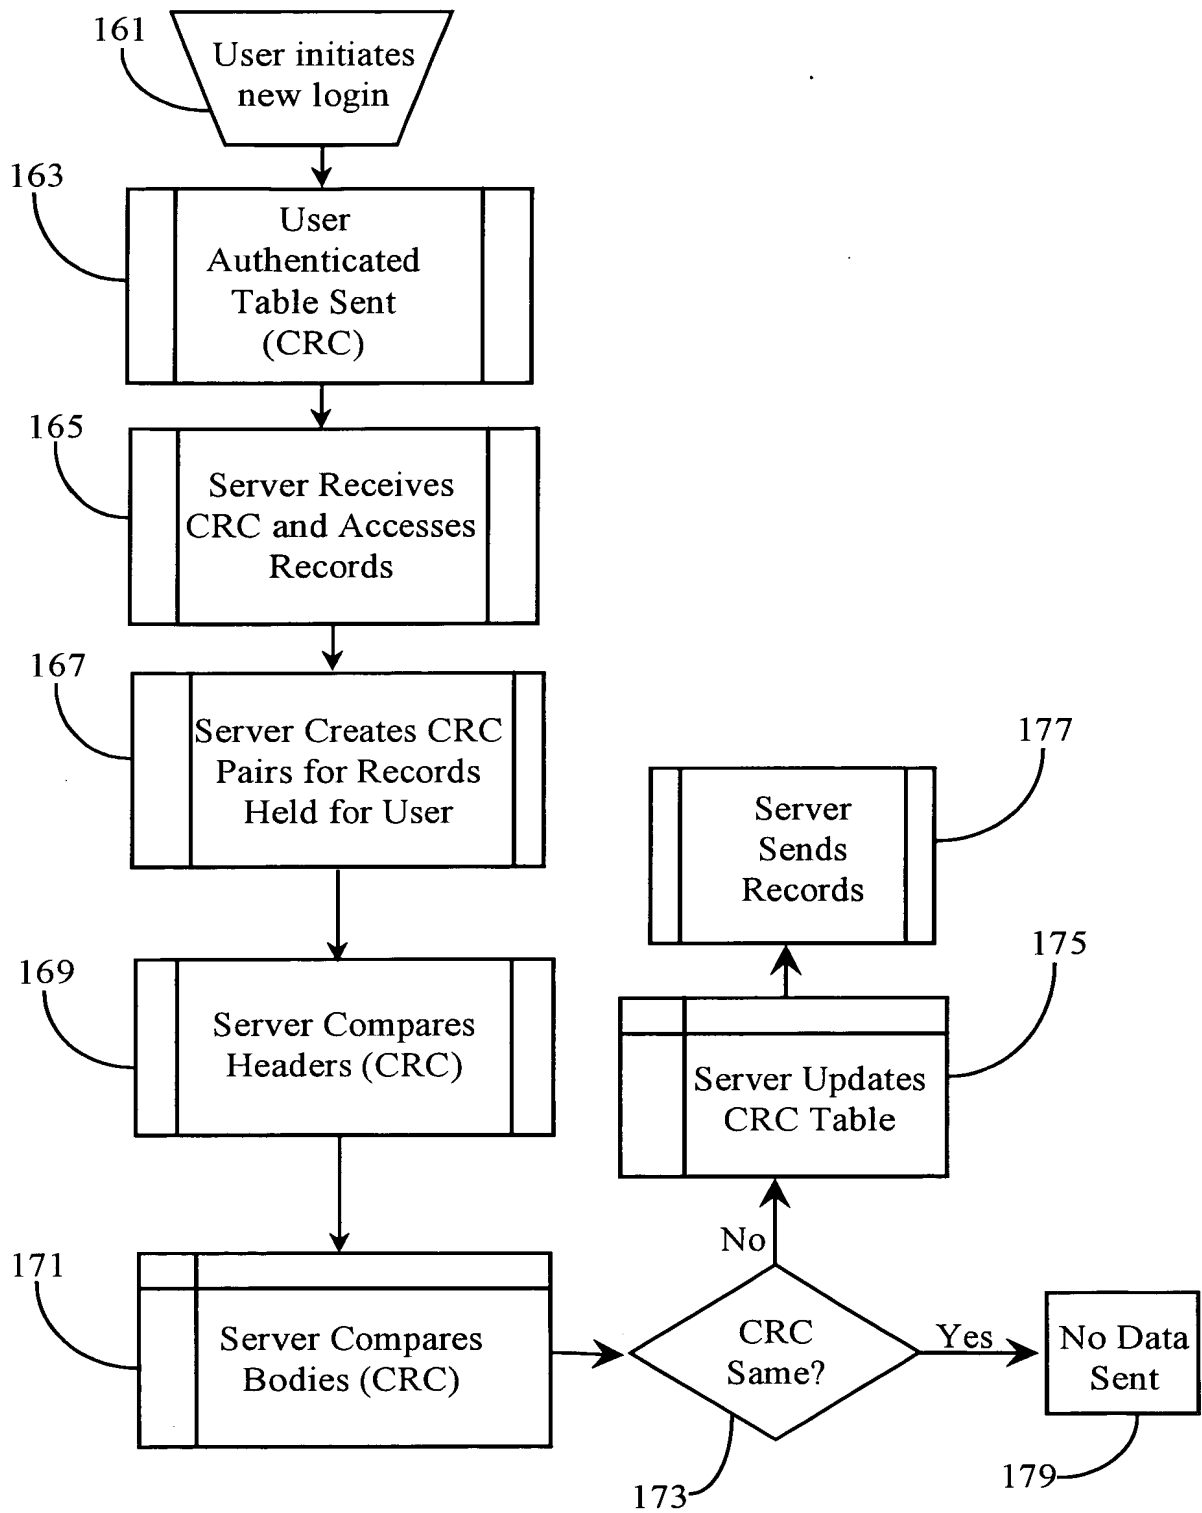 161
User initiates
new login
163
User
Authenticated
Table Sent
(CRC)
165
Server Receives
CRC and Accesses
Records
167
Server Creates CRC
Pairs for Records
Held for User
169
Server Compares
Headers (CRC)
171
Server Compares
Bodies (CRC)
CRC
Same?
173
No
Server Updates
CRC Table
175
Server
Sends
Records
177
Yes
No Data
Sent
179